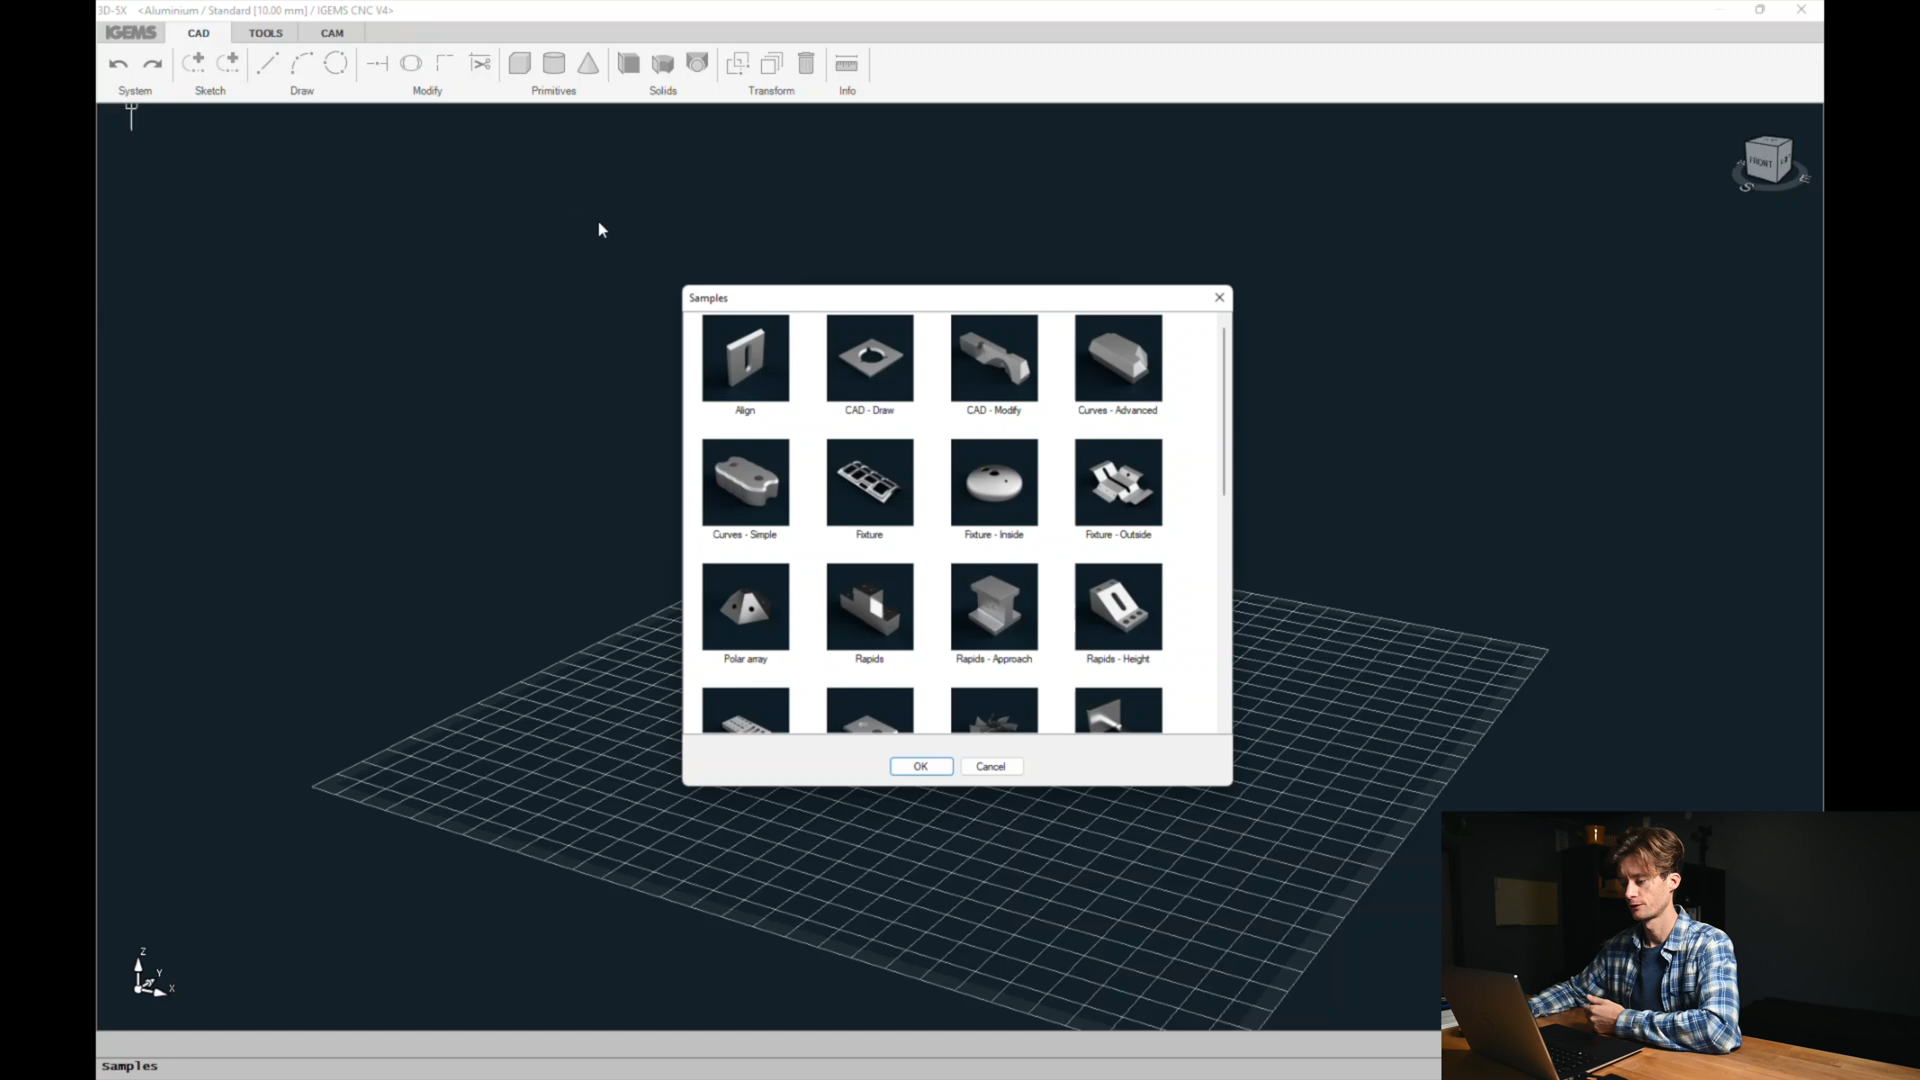 3D-5X <Aluminium / Standard [10.00 mm] / IGEMS CNC V4>
IGEMS CAD TOOLS CAM
System Sketch Draw Modify Primitives Solids Transform Info
FRONT
S E
Samples
Align CAD - Draw CAD - Modify Curves - Advanced
Curves - Simple Fixture Fixture - Inside Fixture - Outside
Polar array Rapids Rapids - Approach Rapids - Height
OK Cancel
Z
Y
X
Samples